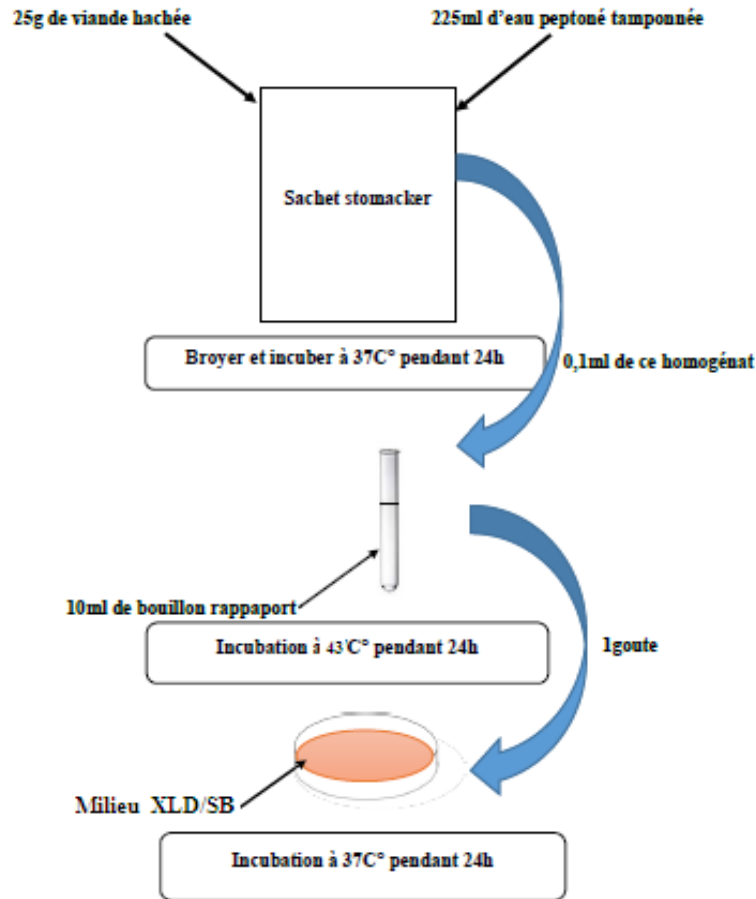 25g de viande hachée
225ml d'eau peptoné tamponnée
Sachet stomacker
Broyer et incuber à 37C° pendant 24h
0,1ml de ce homogénat
10ml de bouillon rappaport
Incubation à 43C° pendant 24h
1goute
Milieu XLD/SB
Incubation à 37C° pendant 24h